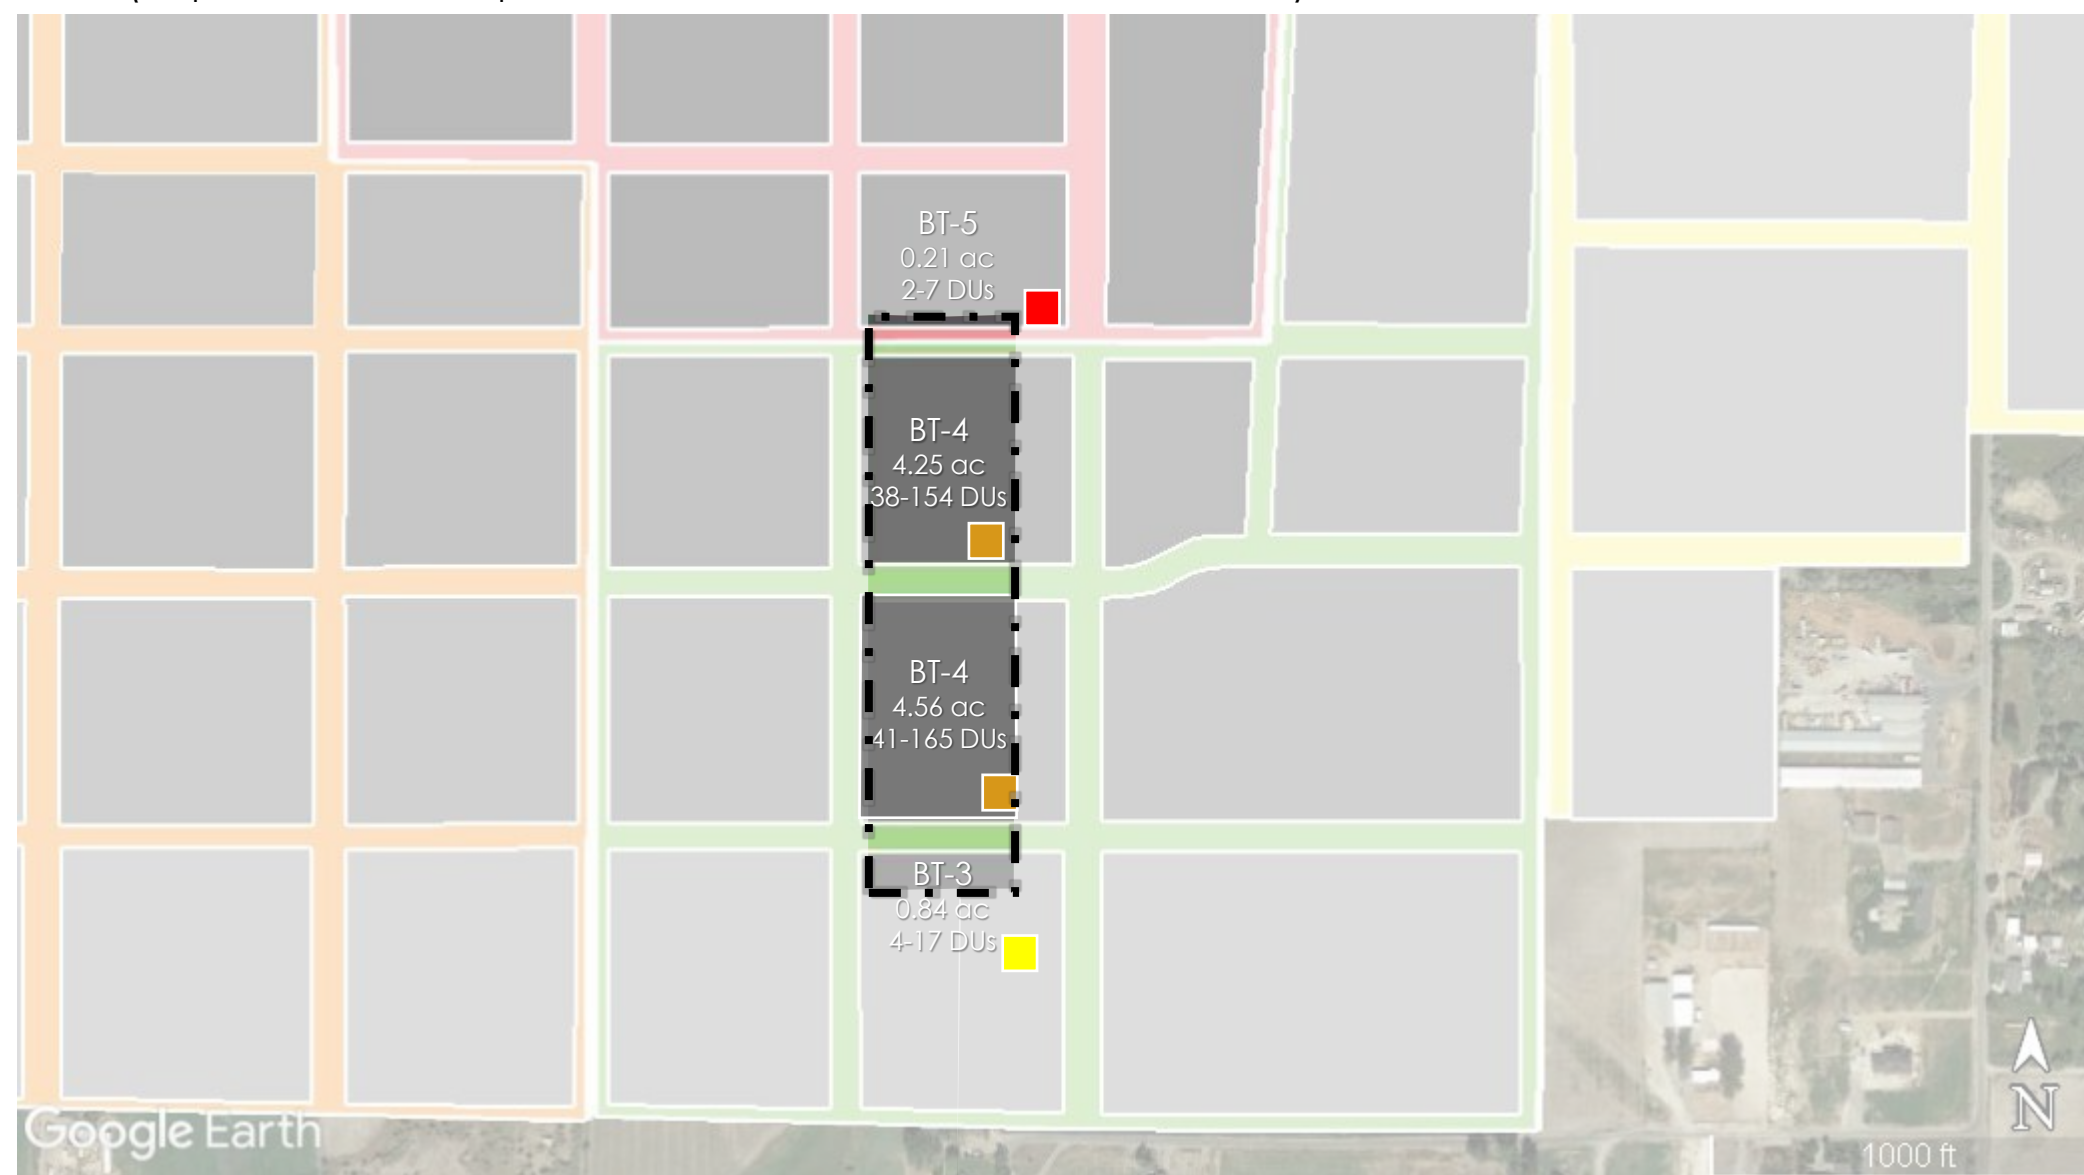 BT-5
0.21 ac
2-7 DUs
BT-4
4.25 ac
38-154 DUs
BT-4
4.56 ac
41-165 DUs
BT-3
0.84 ac
4-17 DUs
N
Google Earth
1000 ft